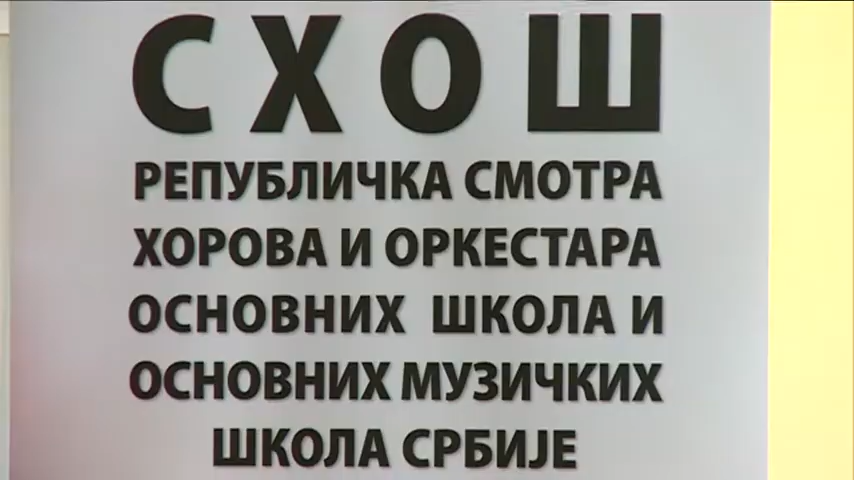 СХОШ
РЕПУБЛИЧКА СМОТРА
ХОРОВА И ОРКЕСТАРА
ОСНОВНИХ ШКОЛА И
ОСНОВНИХ МУЗИЧКИХ
ШКОЛА СРБИЈЕ